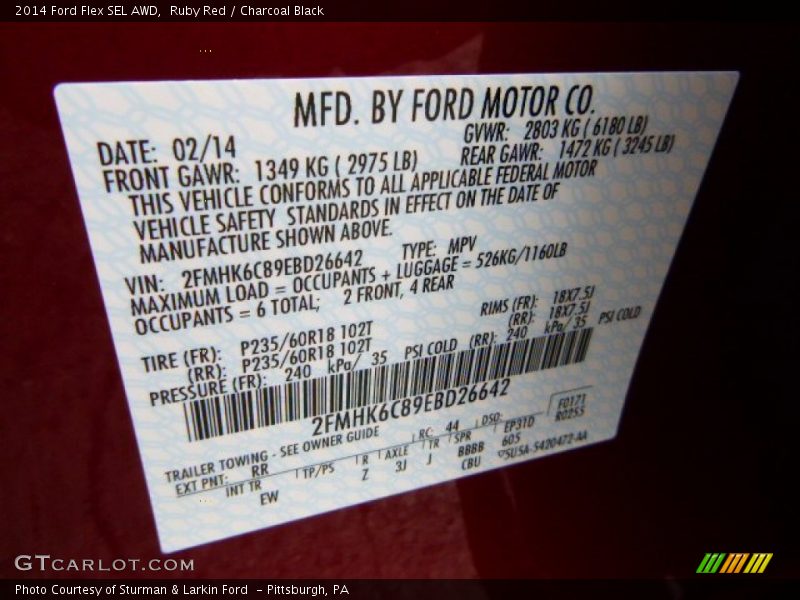 2014 Ford Flex SEL AWD,  Ruby Red / Charcoal Black
MFD. BY FORD MOTOR CO.
DATE: 02/14 GVWR: 2803 KG ( 6180 LB)
FRONT GAWR: 1349 KG ( 2975 LB) REAR GAWR: 1472 KG ( 3245 LB)
THIS VEHICLE CONFORMS TO ALL APPLICABLE FEDERAL MOTOR
VEHICLE SAFETY STANDARDS IN EFFECT ON THE DATE OF
MANUFACTURE SHOWN ABOVE.
VIN: 2FMHK6C89EBD26642 TYPE: MPV
MAXIMUM LOAD = OCCUPANTS + LUGGAGE = 526KG/1160LB
OCCUPANTS = 6 TOTAL; 2 FRONT, 4 REAR
TIRE (FR): P235/60R18 102T RIMS (FR): 18X7.5J
(RR): P235/60R18 102T (RR): 18X7.5J
PRESSURE (FR): 240 kPa/ 35 PSI COLD (RR): 240 kPa/35 PSI COLD
2FMHK6C89EBD26642
TRAILER TOWING - SEE OWNER GUIDE RC: 44 DSO: F0171
EXT PNT: RR AXLE TR SPR EP31D R0255
INT TR TP/PS R 3J J BBBB 605
EW Z CBU 5U5A-5420472-AA
GTCARLOT.COM
Photo Courtesy of Sturman & Larkin Ford  - Pittsburgh, PA